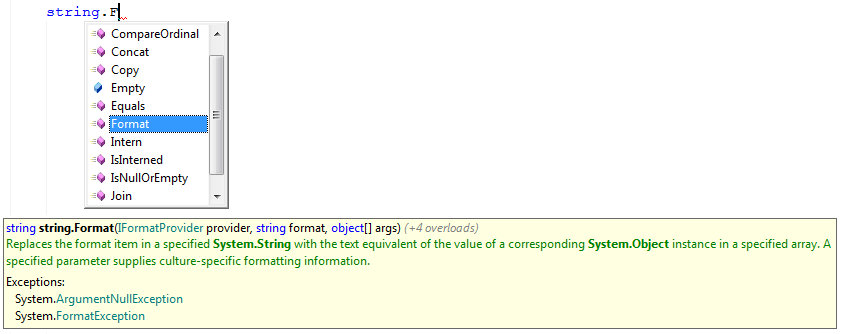 string.F
CompareOrdinal
Concat
Copy
Empty
Equals
Format
Intern
IsInterned
IsNullOrEmpty
Join
string string.Format(IFormatProvider provider, string format, object[] args) (+4 overloads)
Replaces the format item in a specified System.String with the text equivalent of the value of a corresponding System.Object instance in a specified array. A
specified parameter supplies culture-specific formatting information.
Exceptions:
System.ArgumentNullException
System.FormatException